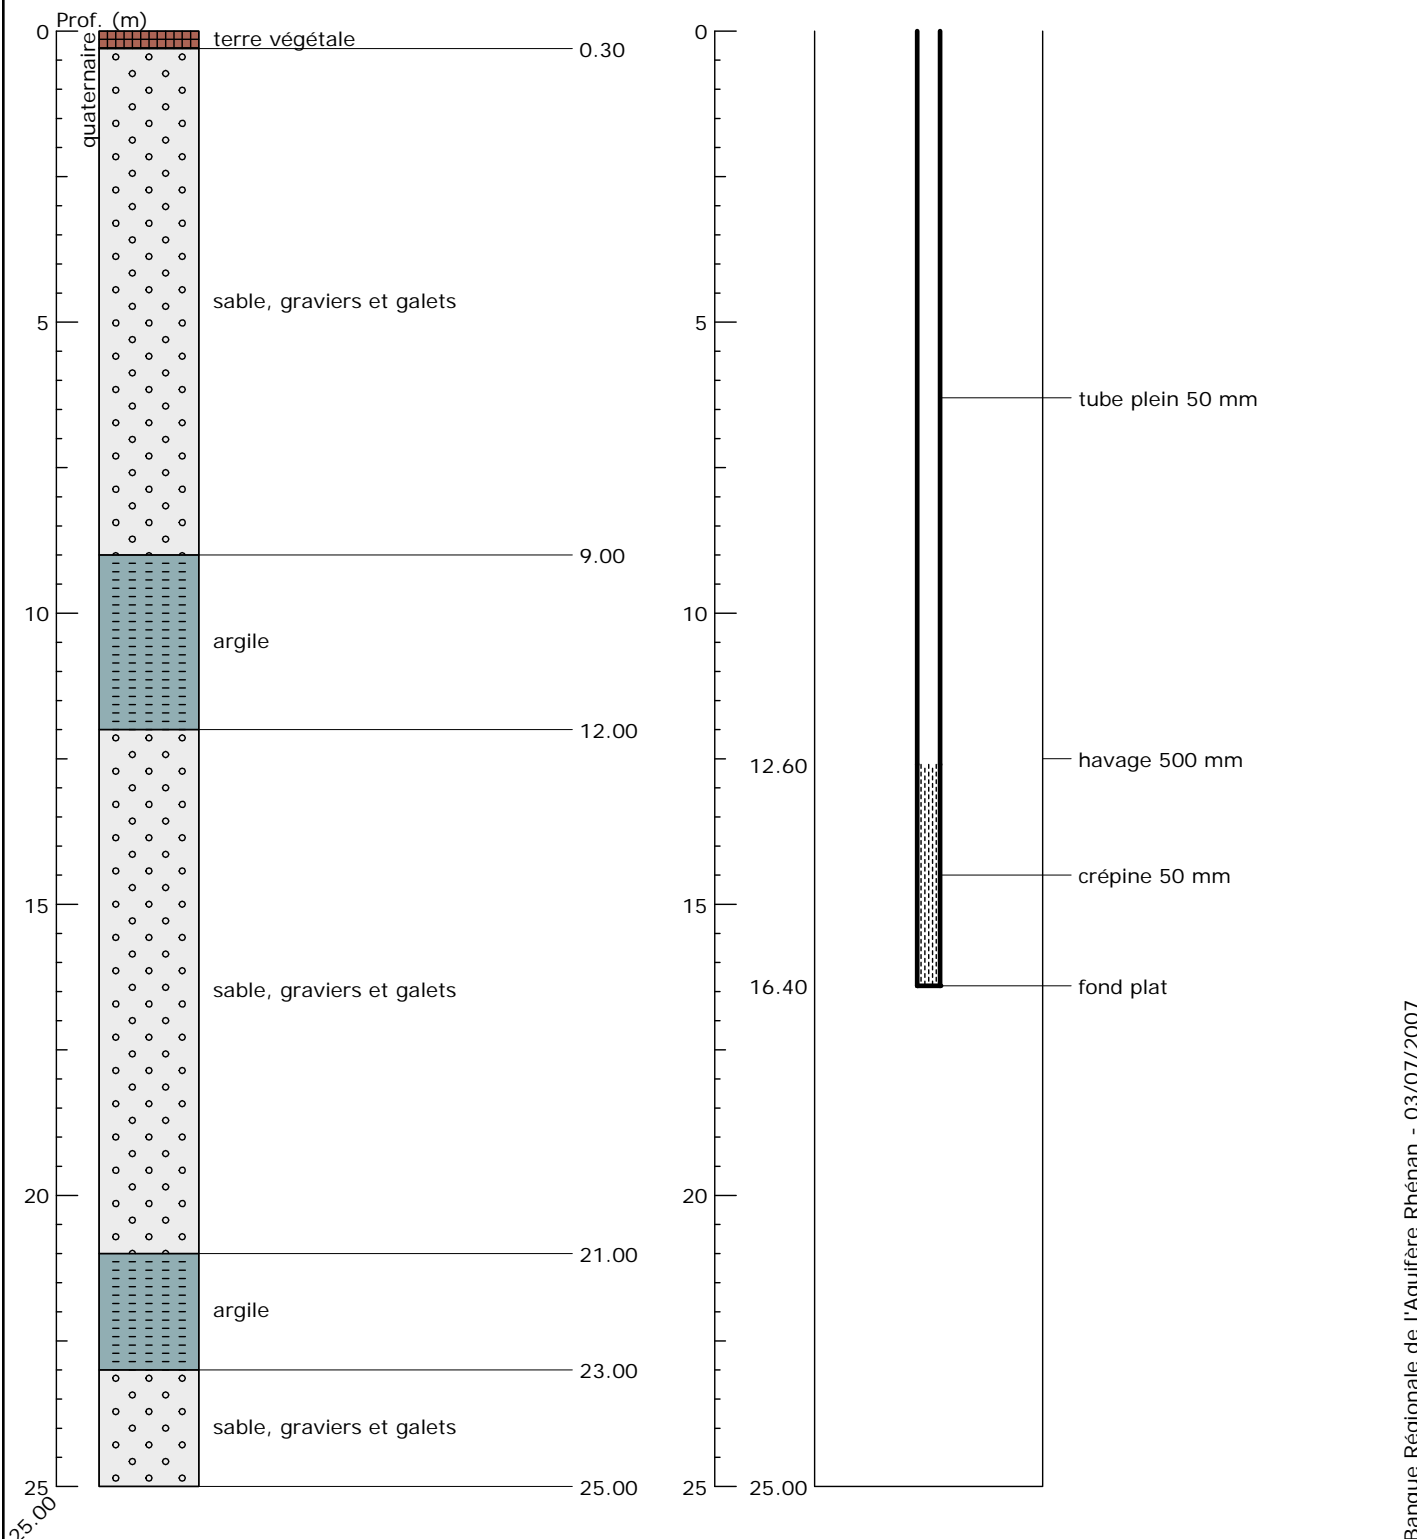 Prof. (m)
0
quaternaire
terre végétale
0.30
sable, graviers et galets
5
9.00
10
argile
12.00
15
sable, graviers et galets
20
21.00
argile
23.00
sable, graviers et galets
25
25.00
25.00
0
5
tube plein 50 mm
10
12.60
havage 500 mm
crépine 50 mm
15
16.40
fond plat
20
25
25.00
Banque Régionale de l'Aquifère Rhénan - 03/07/2007